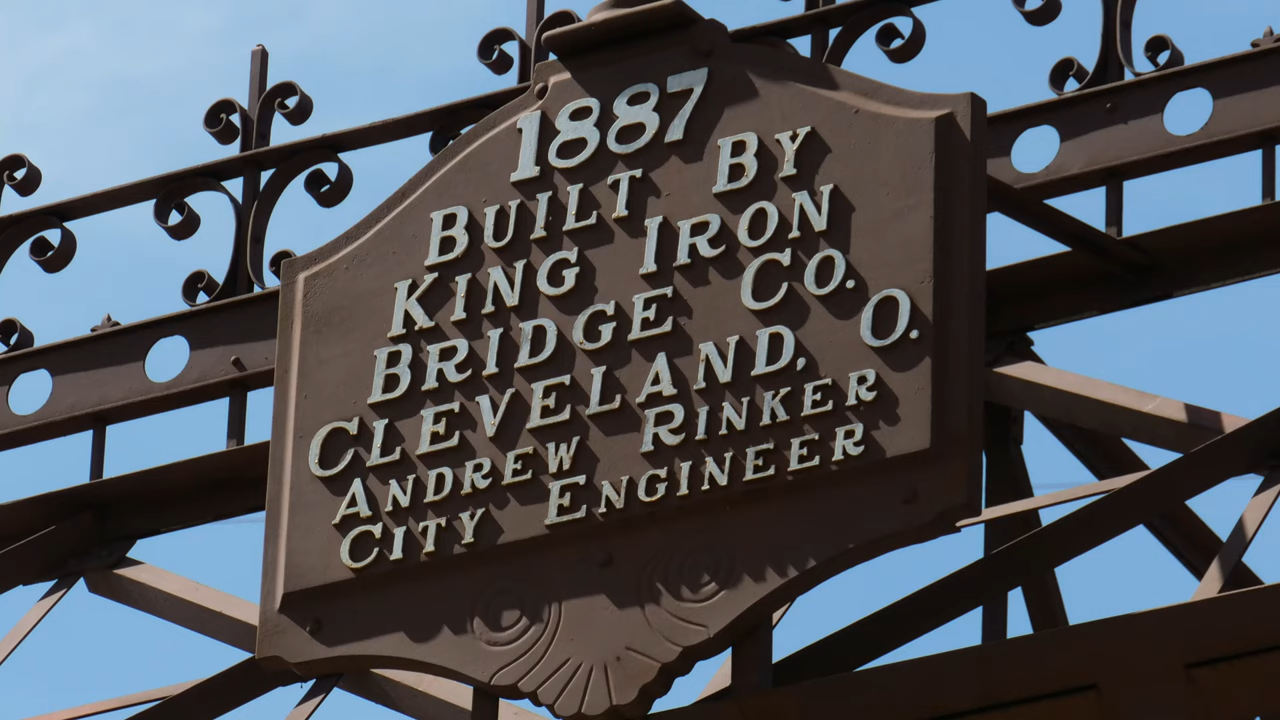 1887
BUILT BY
KING IRON
BRIDGE CO.
CLEVELAND, O.
ANDREW RINKER
CITY ENGINEER